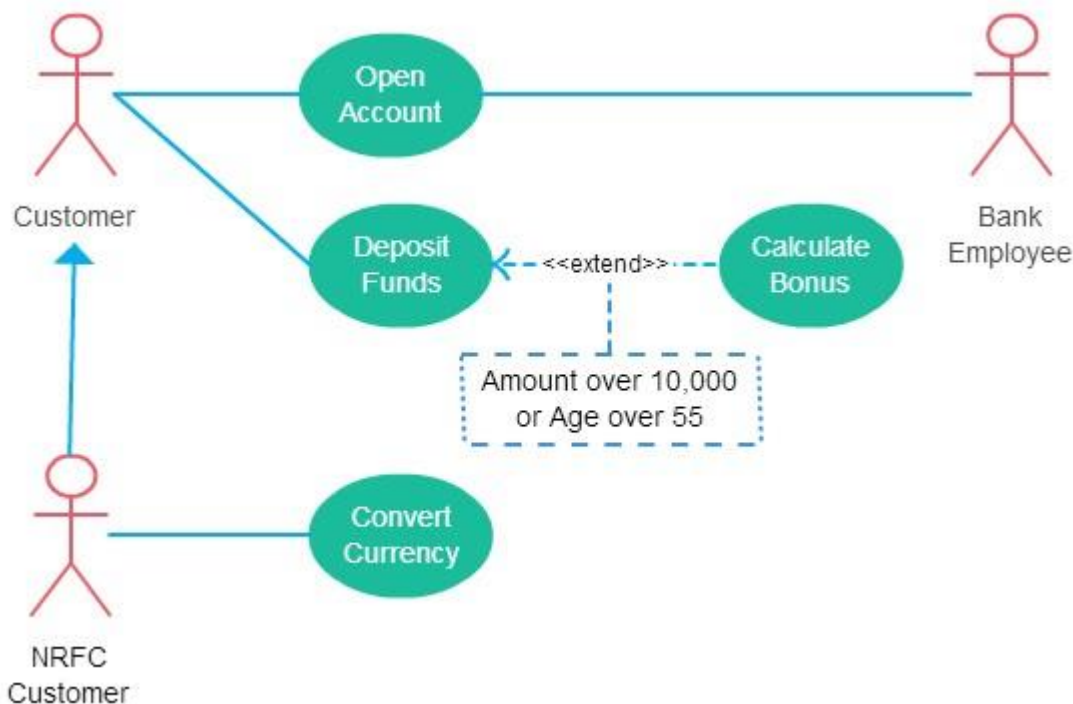 Open
Account
Customer
Bank
Employee
Deposit
Funds
<<extend>>
Calculate
Bonus
Amount over 10,000
or Age over 55
Convert
Currency
NRFC
Customer